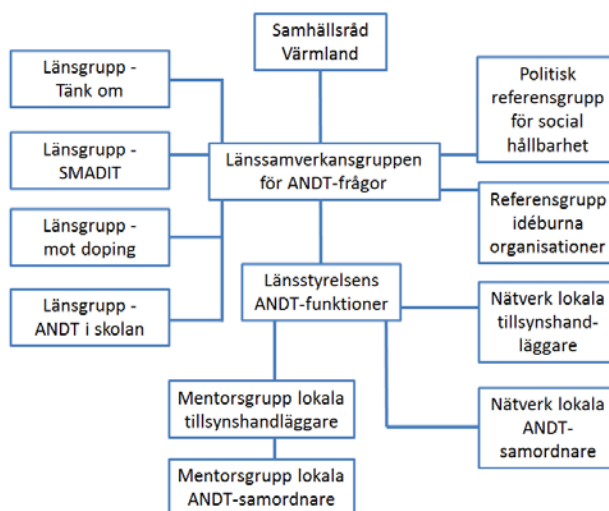 Samhällsråd
Värmland
Länsgrupp -
Tänk om
Länsgrupp -
SMADIT
Länsgrupp -
mot doping
Länsgrupp -
ANDT i skolan
Länssamverkansgruppen
för ANDT-frågor
Politisk
referensgrupp
för social
hållbarhet
Referensgrupp
idéburna
organisationer
Länsstyrelsens
ANDT-funktioner
Nätverk lokala
tillsynshand-
läggare
Nätverk lokala
ANDT-
samordnare
Mentorsgrupp lokala
tillsynshandläggare
Mentorsgrupp lokala
ANDT-samordnare